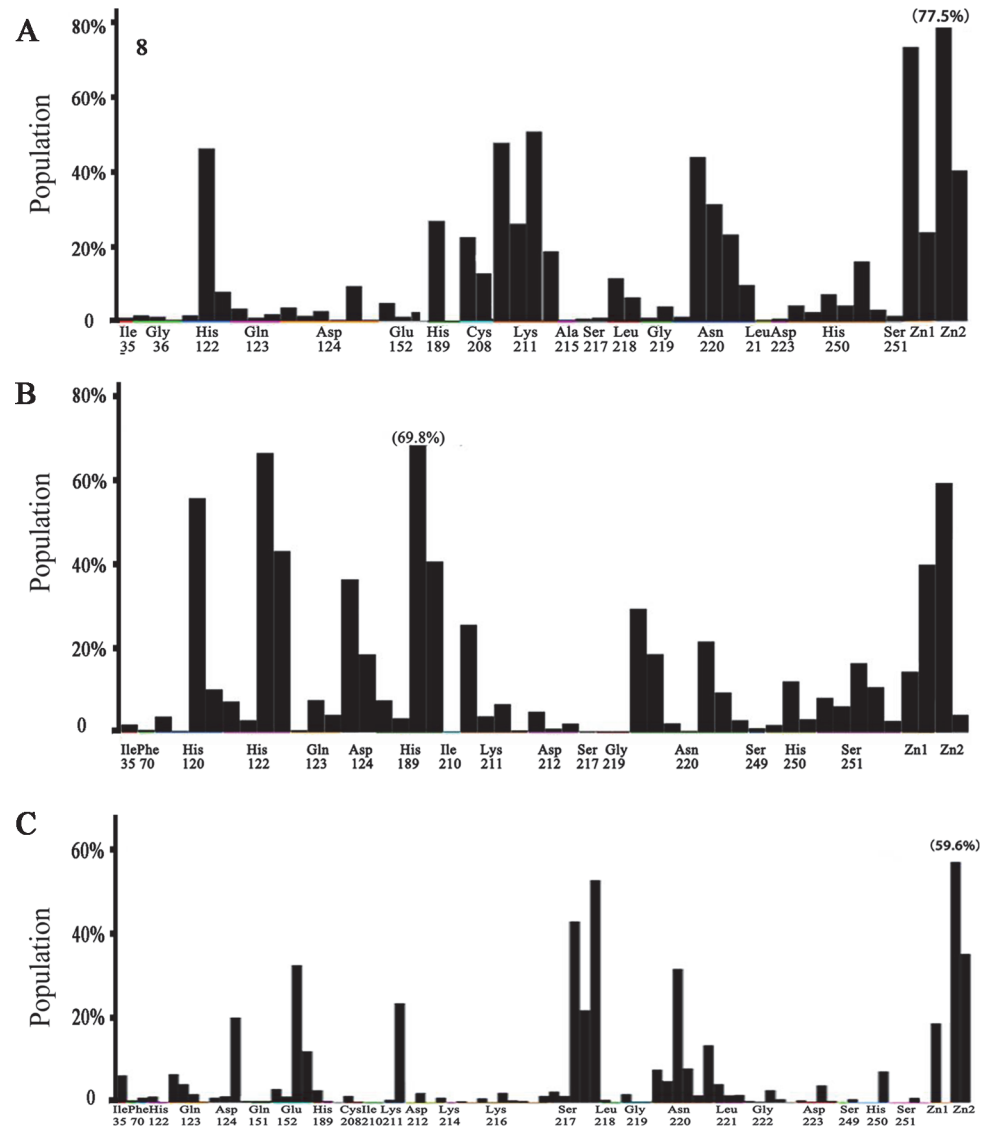 A
8
(77.5%)
80%
60%
40%
20%
0
Population
Ile Gly His Gln Asp Glu His Cys Lys Ala Ser Leu Gly Asn Leu Asp His Ser Zn1 Zn2
35 36 122 123 124 152 189 208 211 215 217 218 219 220 21 223 250 251
B
(69.8%)
80%
60%
40%
20%
0
Population
Ile Phe His His Gln Asp His Ile Lys Asp Ser Gly Asn Ser His Ser Zn1 Zn2
35 70 120 122 123 124 189 210 211 212 217 219 220 249 250 251
C
(59.6%)
60%
40%
20%
0
Population
Ile Phe His Gln Asp Gln Glu His Cys Ile Lys Asp Lys Lys Ser Leu Gly Asn Leu Gly Asp Ser His Ser Zn1 Zn2
35 70 122 123 124 151 152 189 208 210 211 212 214 216 217 218 219 220 221 222 223 249 250 251